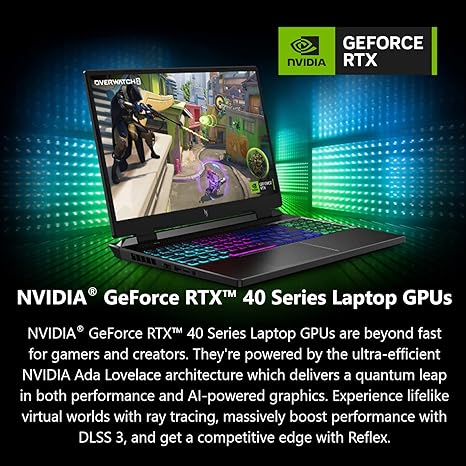 NVIDIA
GEFORCE
RTX
OVERWATCH 2
GEFORCE
RTX
NVIDIA® GeForce RTX™ 40 Series Laptop GPUs
NVIDIA® GeForce RTX™ 40 Series Laptop GPUs are beyond fast
for gamers and creators. They're powered by the ultra-efficient
NVIDIA Ada Lovelace architecture which delivers a quantum leap
in both performance and AI-powered graphics. Experience lifelike
virtual worlds with ray tracing, massively boost performance with
DLSS 3, and get a competitive edge with Reflex.